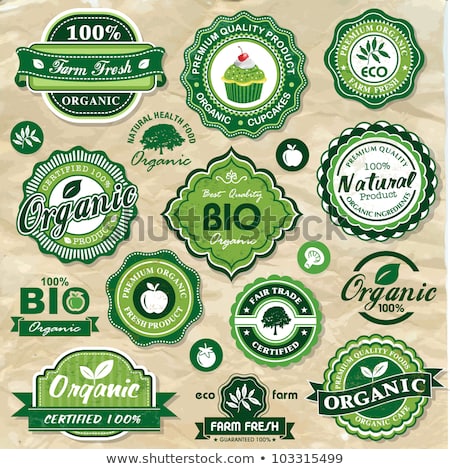 100%
Farm Fresh
ORGANIC
PREMIUM QUALITY PRODUCT
ORGANIC CUPCAKES
PREMIUM QUALITY
ECO
FARM FRESH
NATURAL HEALTH FOOD
Organic
CERTIFIED 100%
Organic
PRODUCT
Best Quality
BIO
Organic
PREMIUM QUALITY
100%
Natural
Product
ORGANIC INGREDIENTS
100%
BIO
Organic
PREMIUM ORGANIC
FRESH PRODUCT
FAIR TRADE
CERTIFIED
Organic
100%
Organic
CERTIFIED 100%
eco farm
FARM FRESH
GUARANTEED 100%
PREMIUM QUALITY FOODS
ORGANIC
ORGANIC CAFE
shutterstock
www.shutterstock.com · 103315499